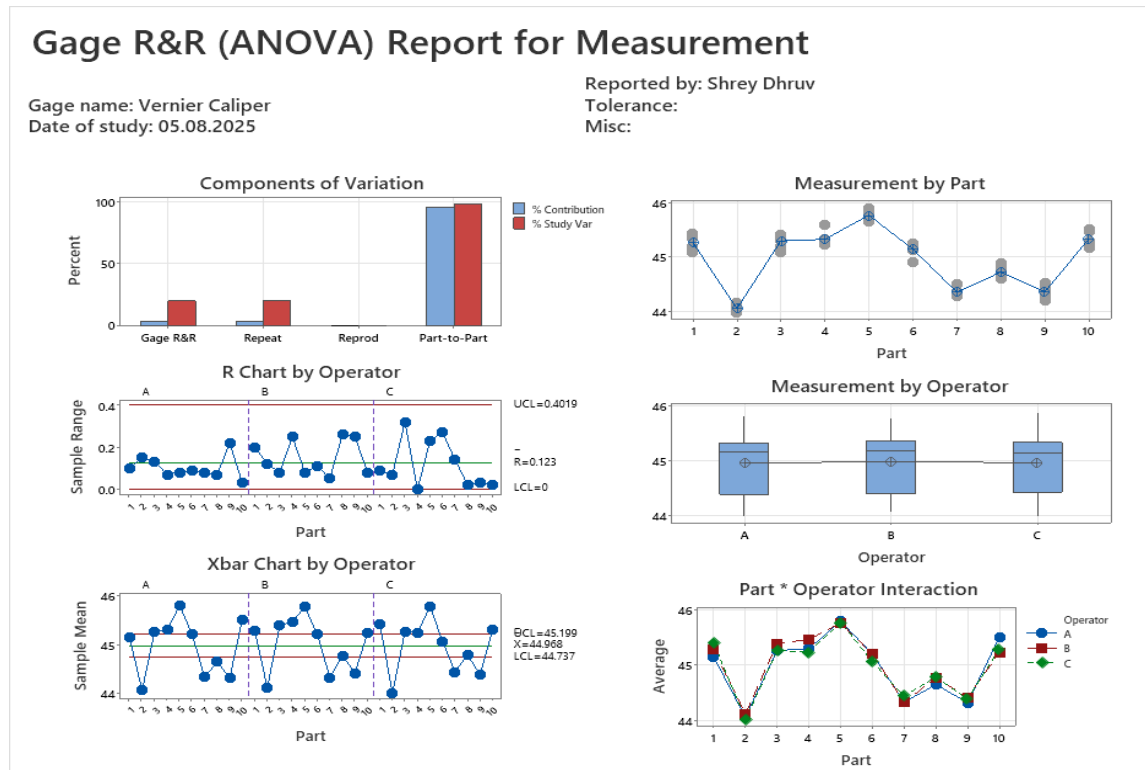 Gage R&R (ANOVA) Report for Measurement
Gage name: Vernier Caliper
Date of study: 05.08.2025
Reported by: Shrey Dhruv
Tolerance:
Misc:
Components of Variation
100
50
0
Percent
Gage R&R Repeat Reprod Part-to-Part
% Contribution
% Study Var
R Chart by Operator
A B C
0.4
0.2
0.0
Sample Range
UCL=0.4019
R=0.123
LCL=0
1 2 3 4 5 6 7 8 9 10 1 2 3 4 5 6 7 8 9 10 1 2 3 4 5 6 7 8 9 10
Part
Xbar Chart by Operator
A B C
46
45
44
Sample Mean
UCL=45.199
X=44.968
LCL=44.737
1 2 3 4 5 6 7 8 9 10 1 2 3 4 5 6 7 8 9 10 1 2 3 4 5 6 7 8 9 10
Part
Measurement by Part
46
45
44
1 2 3 4 5 6 7 8 9 10
Part
Measurement by Operator
46
45
44
A B C
Operator
Part * Operator Interaction
46
45
44
Average
1 2 3 4 5 6 7 8 9 10
Part
Operator
A
B
C